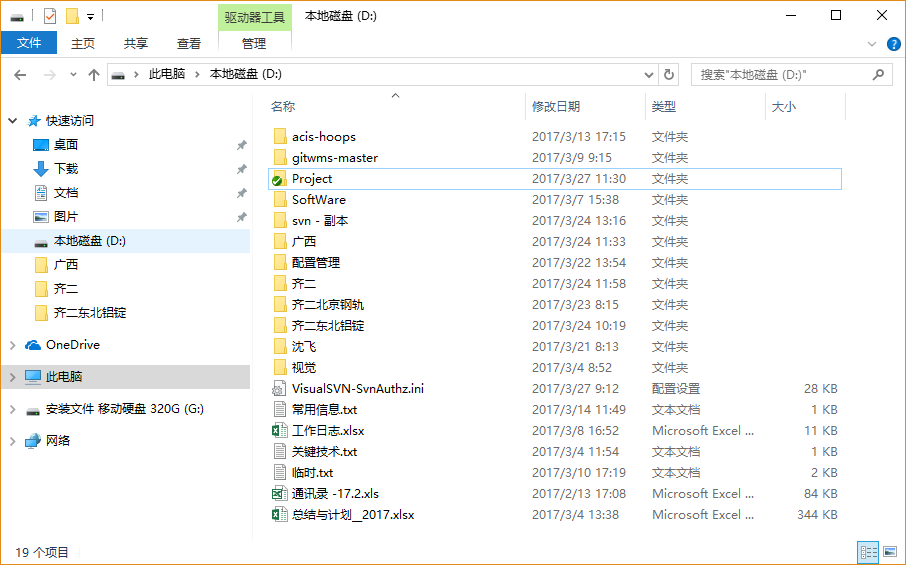 驱动器工具 本地磁盘 (D:)
文件 主页 共享 查看 管理
此电脑 本地磁盘 (D:) 搜索"本地磁盘 (D:)"
名称 修改日期 类型 大小
快速访问
桌面
下载
文档
图片
本地磁盘 (D:)
广西
齐二
齐二东北铝锭
OneDrive
此电脑
安装文件 移动硬盘 320G (G:)
网络
acis-hoops 2017/3/13 17:15 文件夹
gitwms-master 2017/3/9 9:15 文件夹
Project 2017/3/27 11:30 文件夹
SoftWare 2017/3/7 15:38 文件夹
svn - 副本 2017/3/24 13:16 文件夹
广西 2017/3/24 11:33 文件夹
配置管理 2017/3/22 13:54 文件夹
齐二 2017/3/24 11:58 文件夹
齐二北京钢轨 2017/3/23 8:15 文件夹
齐二东北铝锭 2017/3/24 10:19 文件夹
沈飞 2017/3/21 8:13 文件夹
视觉 2017/3/4 8:52 文件夹
VisualSVN-SvnAuthz.ini 2017/3/27 9:12 配置设置 28 KB
常用信息.txt 2017/3/14 11:49 文本文档 1 KB
工作日志.xlsx 2017/3/8 16:52 Microsoft Excel ... 11 KB
关键技术.txt 2017/3/4 11:54 文本文档 1 KB
临时.txt 2017/3/10 17:19 文本文档 2 KB
通讯录 -17.2.xls 2017/2/13 17:08 Microsoft Excel ... 84 KB
总结与计划__2017.xlsx 2017/3/4 13:38 Microsoft Excel ... 344 KB
19 个项目